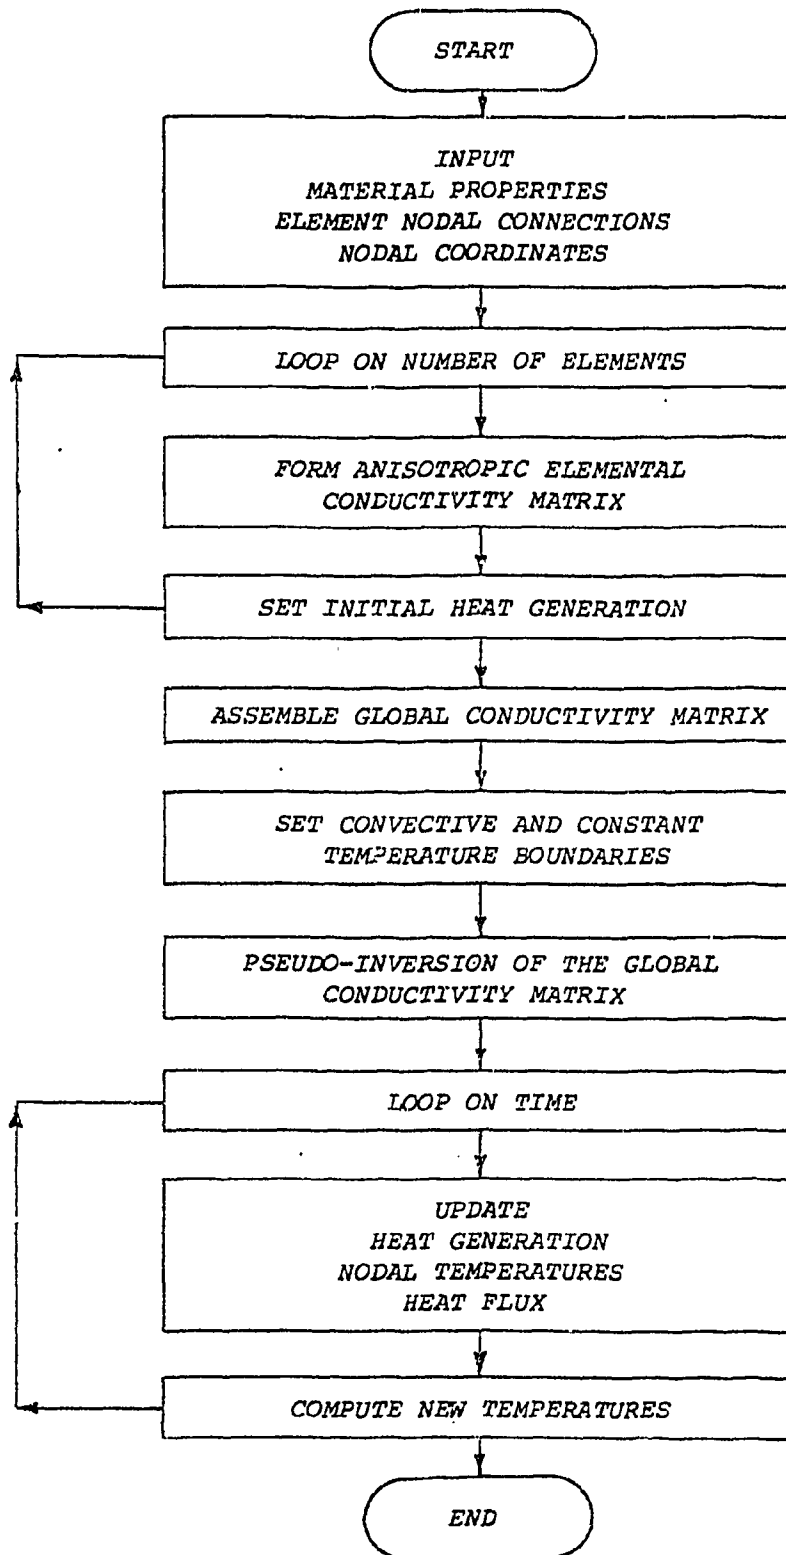 START
INPUT
MATERIAL PROPERTIES
ELEMENT NODAL CONNECTIONS
NODAL COORDINATES
LOOP ON NUMBER OF ELEMENTS
FORM ANISOTROPIC ELEMENTAL
CONDUCTIVITY MATRIX
SET INITIAL HEAT GENERATION
ASSEMBLE GLOBAL CONDUCTIVITY MATRIX
SET CONVECTIVE AND CONSTANT
TEMPERATURE BOUNDARIES
PSEUDO-INVERSION OF THE GLOBAL
CONDUCTIVITY MATRIX
LOOP ON TIME
UPDATE
HEAT GENERATION
NODAL TEMPERATURES
HEAT FLUX
COMPUTE NEW TEMPERATURES
END